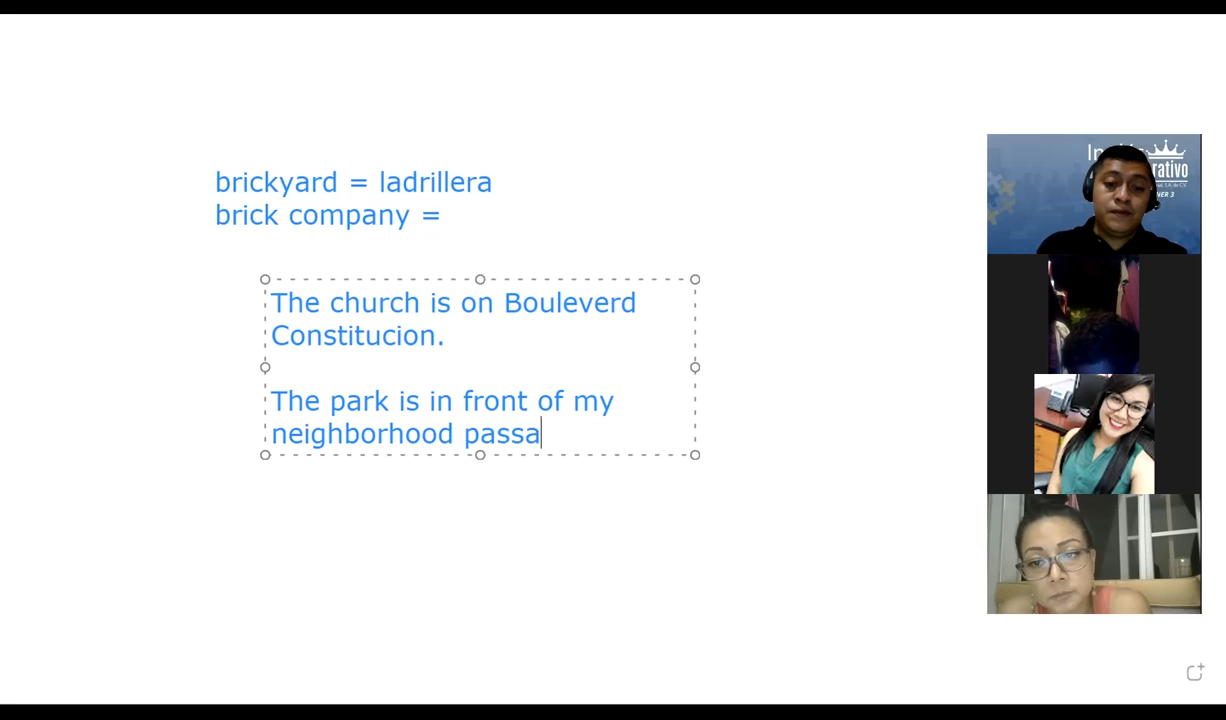 brickyard = ladrillera
brick company =
The church is on Bouleverd
Constitucion.
The park is in front of my
neighborhood passa